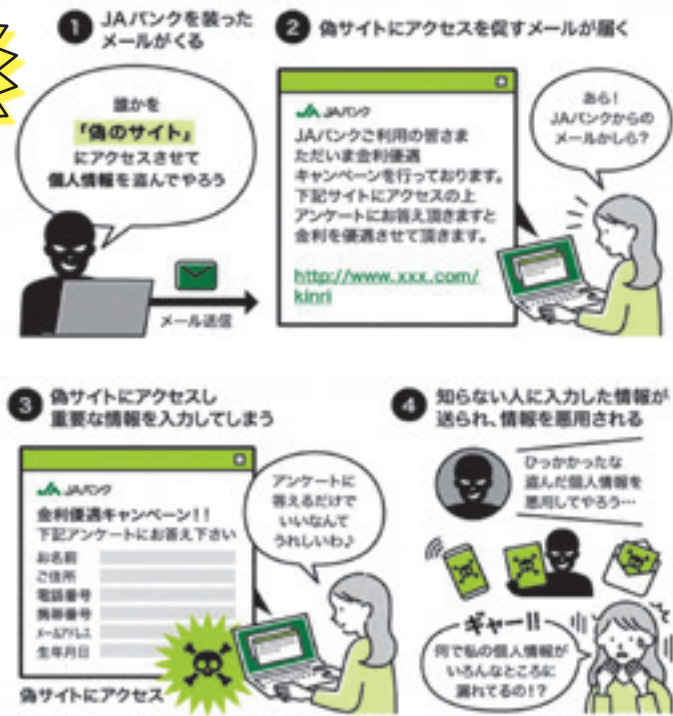 1 JAバンクを装った
メールがくる
誰かを
「偽のサイト」
にアクセスさせて
個人情報を盗んでやろう
メール送信
2 偽サイトにアクセスを促すメールが届く
JAバンク
JAバンクご利用の皆さま
ただいま金利優遇
キャンペーンを行っております。
下記サイトにアクセスの上
アンケートにお答え頂きますと
金利を優遇させて頂きます。
http://www.xxx.com/
kinri
あら!
JAバンクからの
メールかしら?
3 偽サイトにアクセスし
重要な情報を入力してしまう
JAバンク
金利優遇キャンペーン!!
下記アンケートにお答え下さい
お名前
ご住所
電話番号
携帯番号
メールアドレス
生年月日
偽サイトにアクセス
アンケートに
答えるだけで
いいなんて
うれしいわ♪
4 知らない人に入力した情報が
送られ、情報を悪用される
ひっかかったな
盗んだ個人情報を
悪用してやろう…
ギャー!!
何で私の個人情報が
いろんなところに
漏れてるの!?